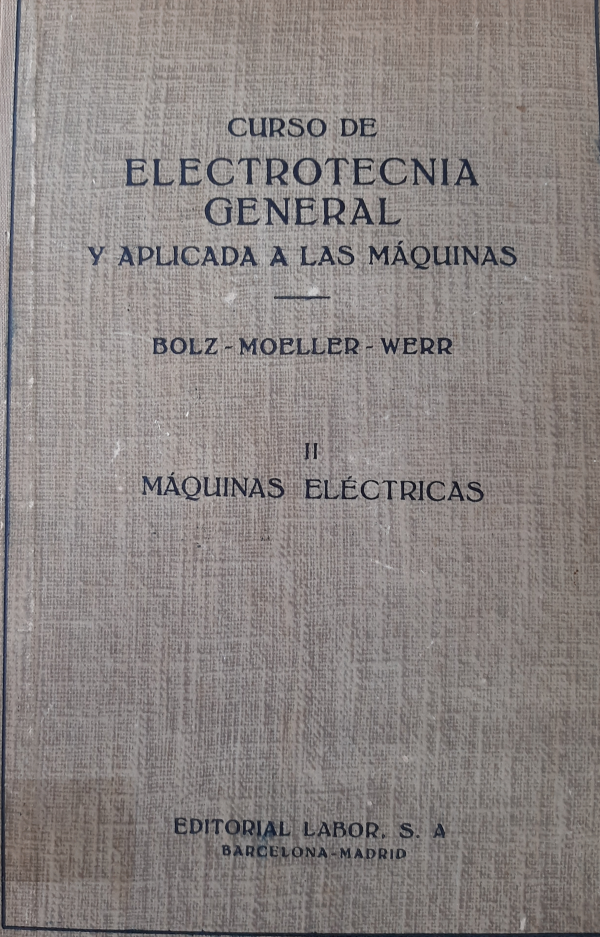 CURSO DE
ELECTROTECNIA
GENERAL
Y APLICADA A LAS MÁQUINAS
BOLZ - MOELLER - WERR
II
MÁQUINAS ELÉCTRICAS
EDITORIAL LABOR, S. A
BARCELONA-MADRID